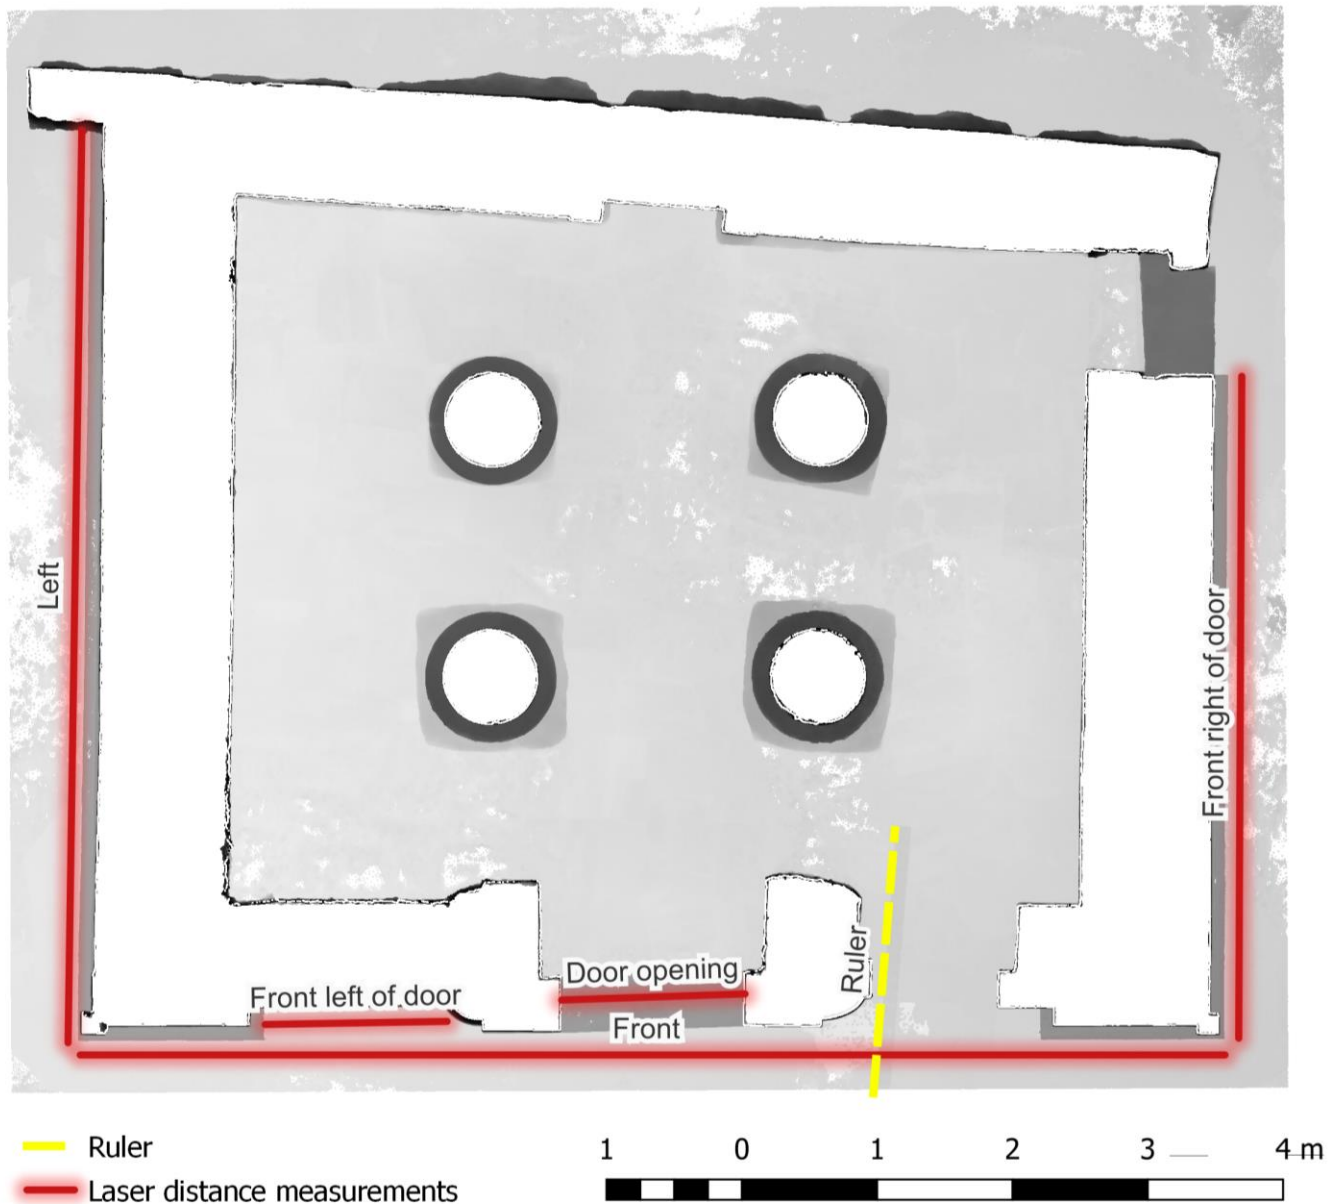 Left
Front right of door
Ruler
Door opening
Front left of door
Front
Ruler
1 0 1 2 3 4 m
Laser distance measurements